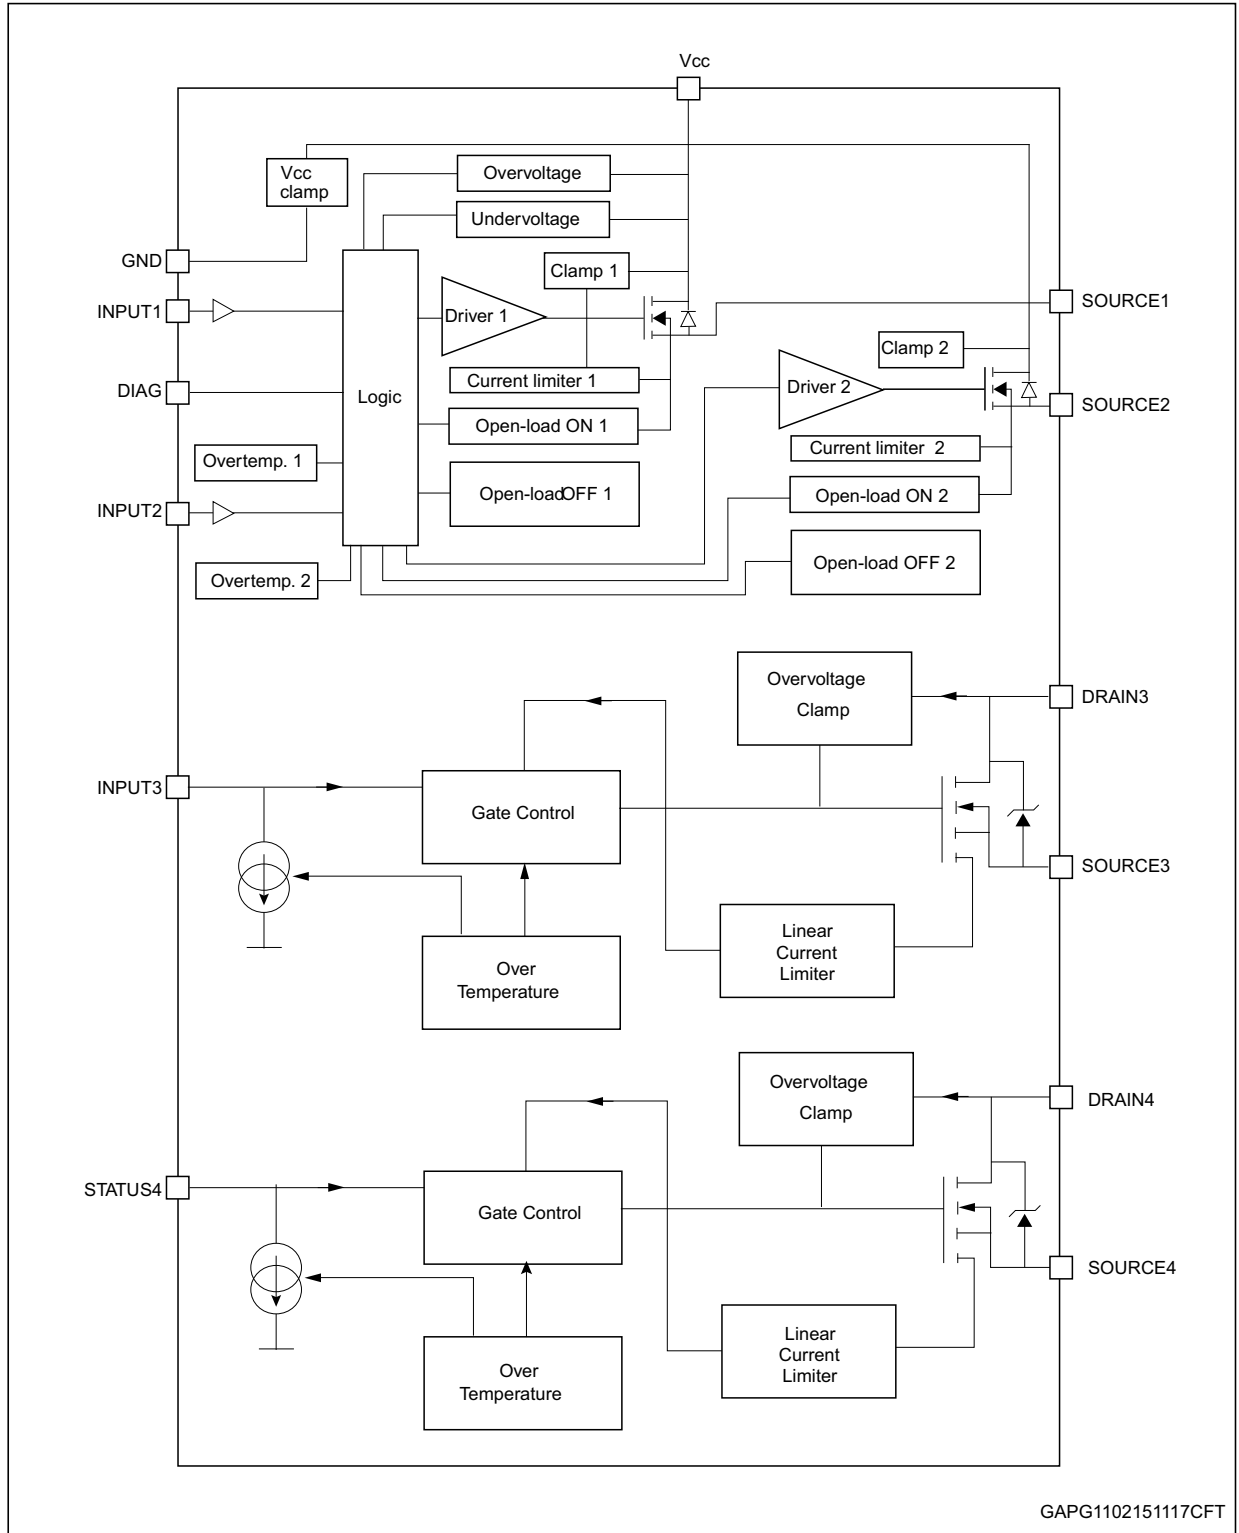 Vcc
Vcc
clamp
Overvoltage
Undervoltage
GND
Clamp 1
INPUT1
Driver 1
SOURCE1
Clamp 2
Current limiter 1
Driver 2
DIAG
Logic
SOURCE2
Open-load ON 1
Current limiter 2
Overtemp. 1
Open-loadOFF 1
Open-load ON 2
INPUT2
Open-load OFF 2
Overtemp. 2
Overvoltage
Clamp
DRAIN3
INPUT3
Gate Control
SOURCE3
Linear
Current
Limiter
Over
Temperature
Overvoltage
Clamp
DRAIN4
STATUS4
Gate Control
SOURCE4
Linear
Current
Limiter
Over
Temperature
GAPG1102151117CFT